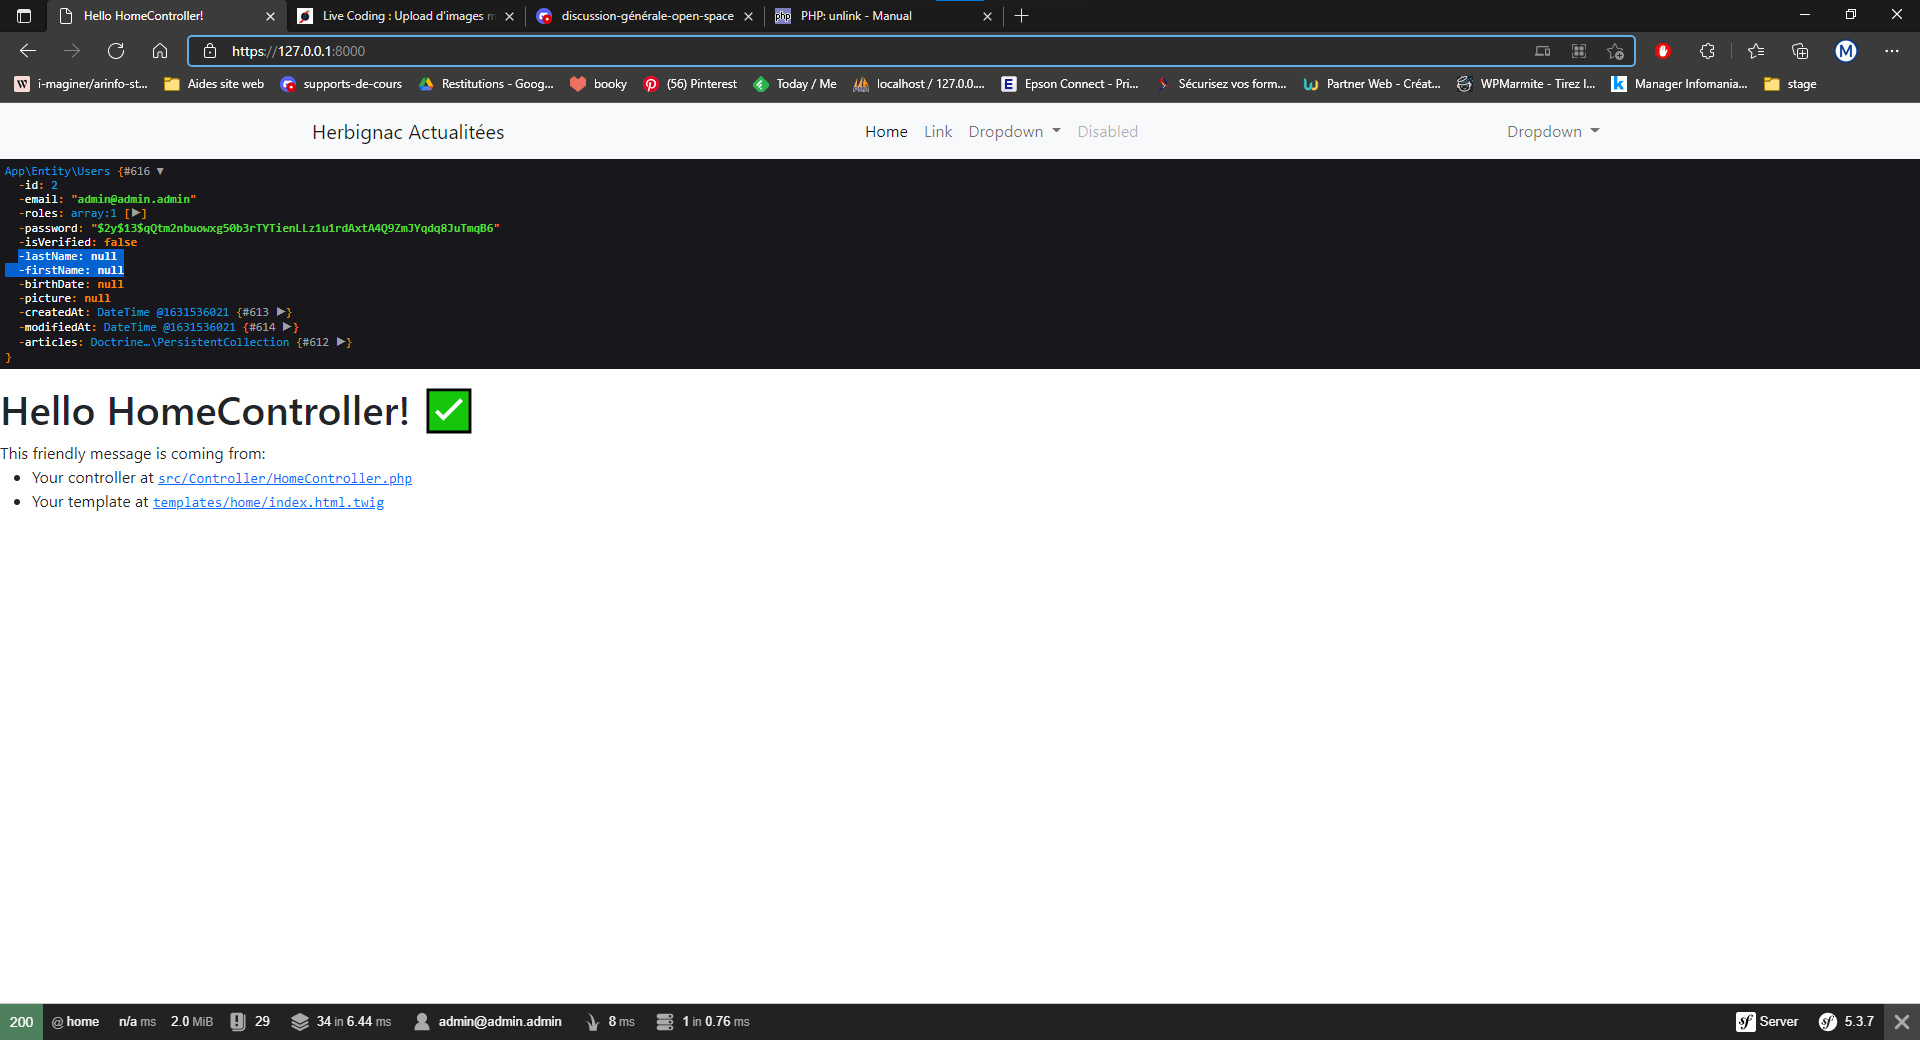 Hello HomeController!
Live Coding : Upload d'images m
discussion-générale-open-space
php PHP: unlink - Manual
https://127.0.0.1:8000
M
W i-maginer/arinfo-st...
Aides site web
supports-de-cours
Restitutions - Goog...
booky
(56) Pinterest
Today / Me
localhost / 127.0.0....
E Epson Connect - Pri...
Sécurisez vos form...
Partner Web - Créat...
WPMarmite - Tirez l...
k Manager Infomania...
stage
Herbignac Actualitées
Home Link Dropdown Disabled
Dropdown
App\Entity\Users {#616 ▼
-id: 2
-email: "admin@admin.admin"
-roles: array:1 [▶]
-password: "$2y$13$qQtm2nbuowxg50b3rTYTienLLz1u1rdAxtA4Q9ZmJYqdq8JuTmqB6"
-isVerified: false
-lastName: null
-firstName: null
-birthDate: null
-picture: null
-createdAt: DateTime @1631536021 {#613 ▶}
-modifiedAt: DateTime @1631536021 {#614 ▶}
-articles: Doctrine…\PersistentCollection {#612 ▶}
}
Hello HomeController! ✅
This friendly message is coming from:
• Your controller at src/Controller/HomeController.php
• Your template at templates/home/index.html.twig
200 @ home n/a ms 2.0 MiB 29 34 in 6.44 ms admin@admin.admin 8 ms 1 in 0.76 ms sf Server sf 5.3.7